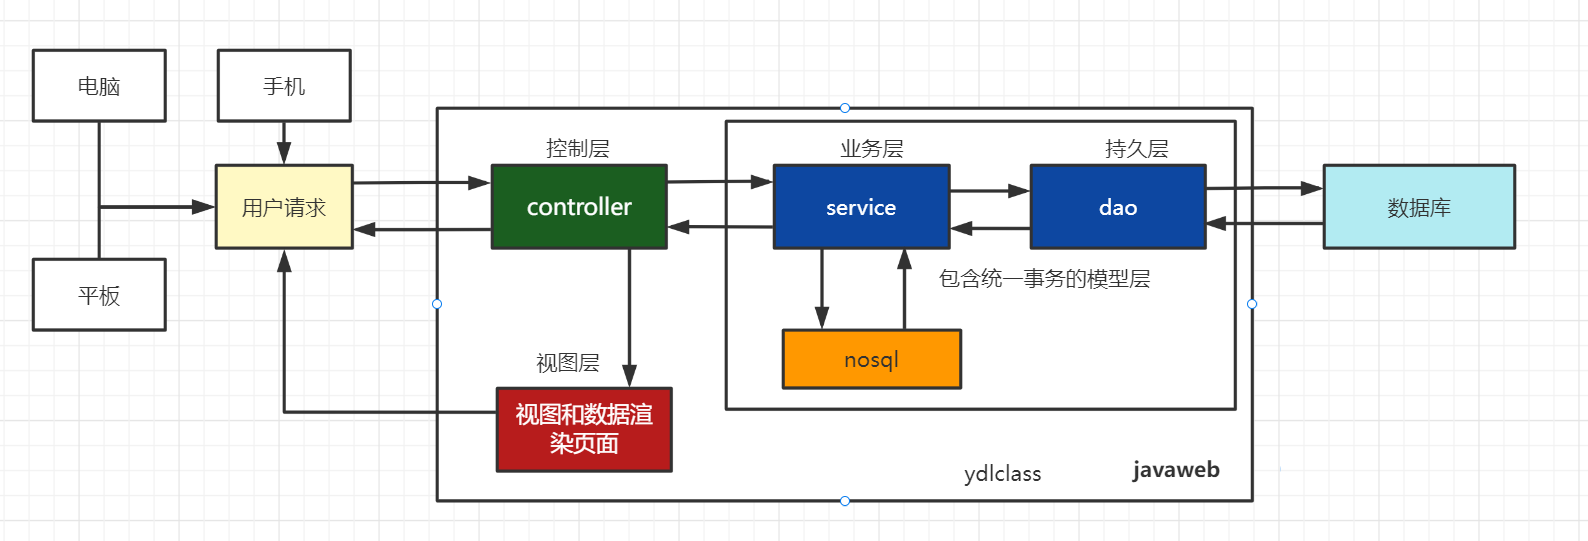 电脑
手机
控制层
业务层
持久层
用户请求
controller
service
dao
数据库
包含统一事务的模型层
平板
视图层
nosql
视图和数据渲
染页面
ydlclass
javaweb